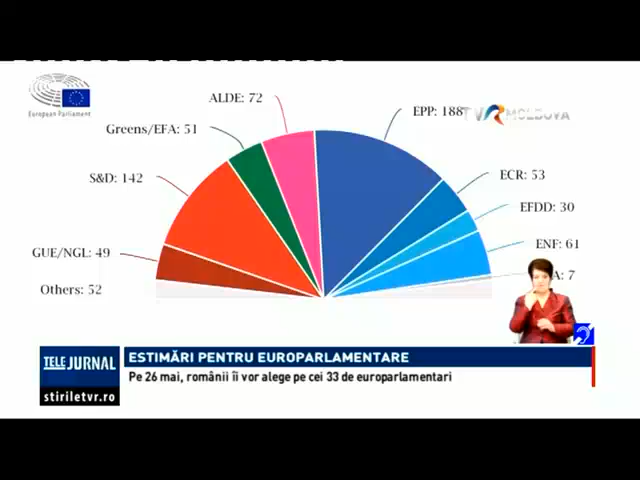 European Parliament
ALDE: 72
EPP: 188
TVR MOLDOVA
Greens/EFA: 51
ECR: 53
S&D: 142
EFDD: 30
ENF: 61
GUE/NGL: 49
A: 7
Others: 52
TELEJURNAL
ESTIMĂRI PENTRU EUROPARLAMENTARE
Pe 26 mai, românii îi vor alege pe cei 33 de europarlamentari
stiriletvr.ro